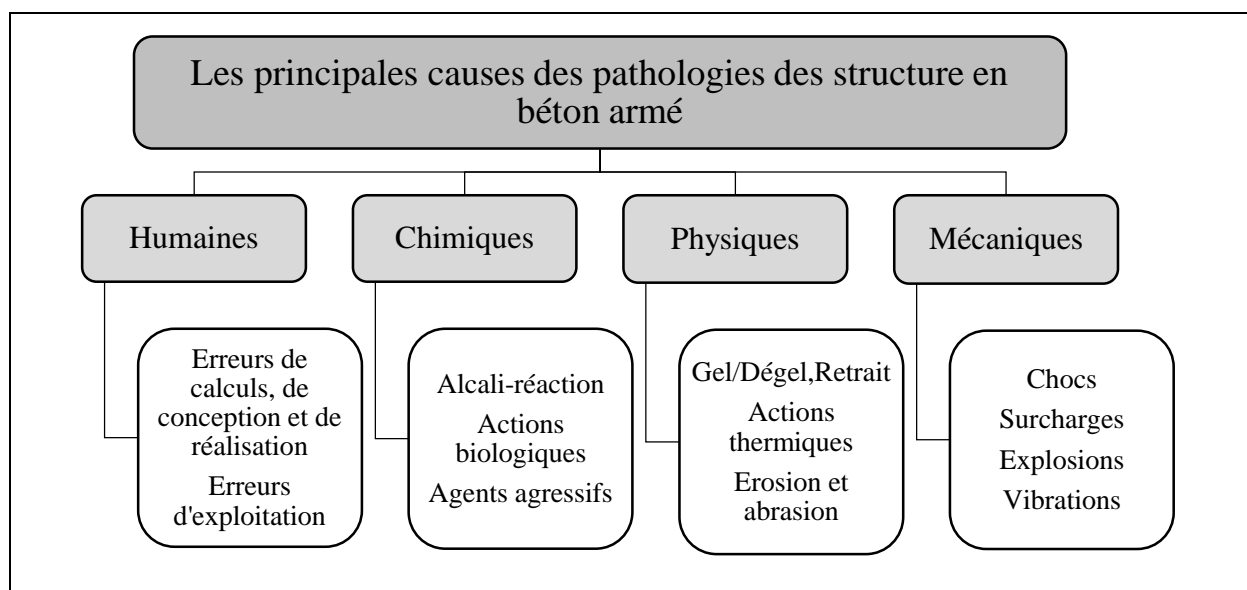 Les principales causes des pathologies des structure en
béton armé
Humaines
Chimiques
Physiques
Mécaniques
Erreurs de
calculs, de
conception et de
réalisation
Erreurs
d'exploitation
Alcali-réaction
Actions
biologiques
Agents agressifs
Gel/Dégel,Retrait
Actions
thermiques
Erosion et
abrasion
Chocs
Surcharges
Explosions
Vibrations